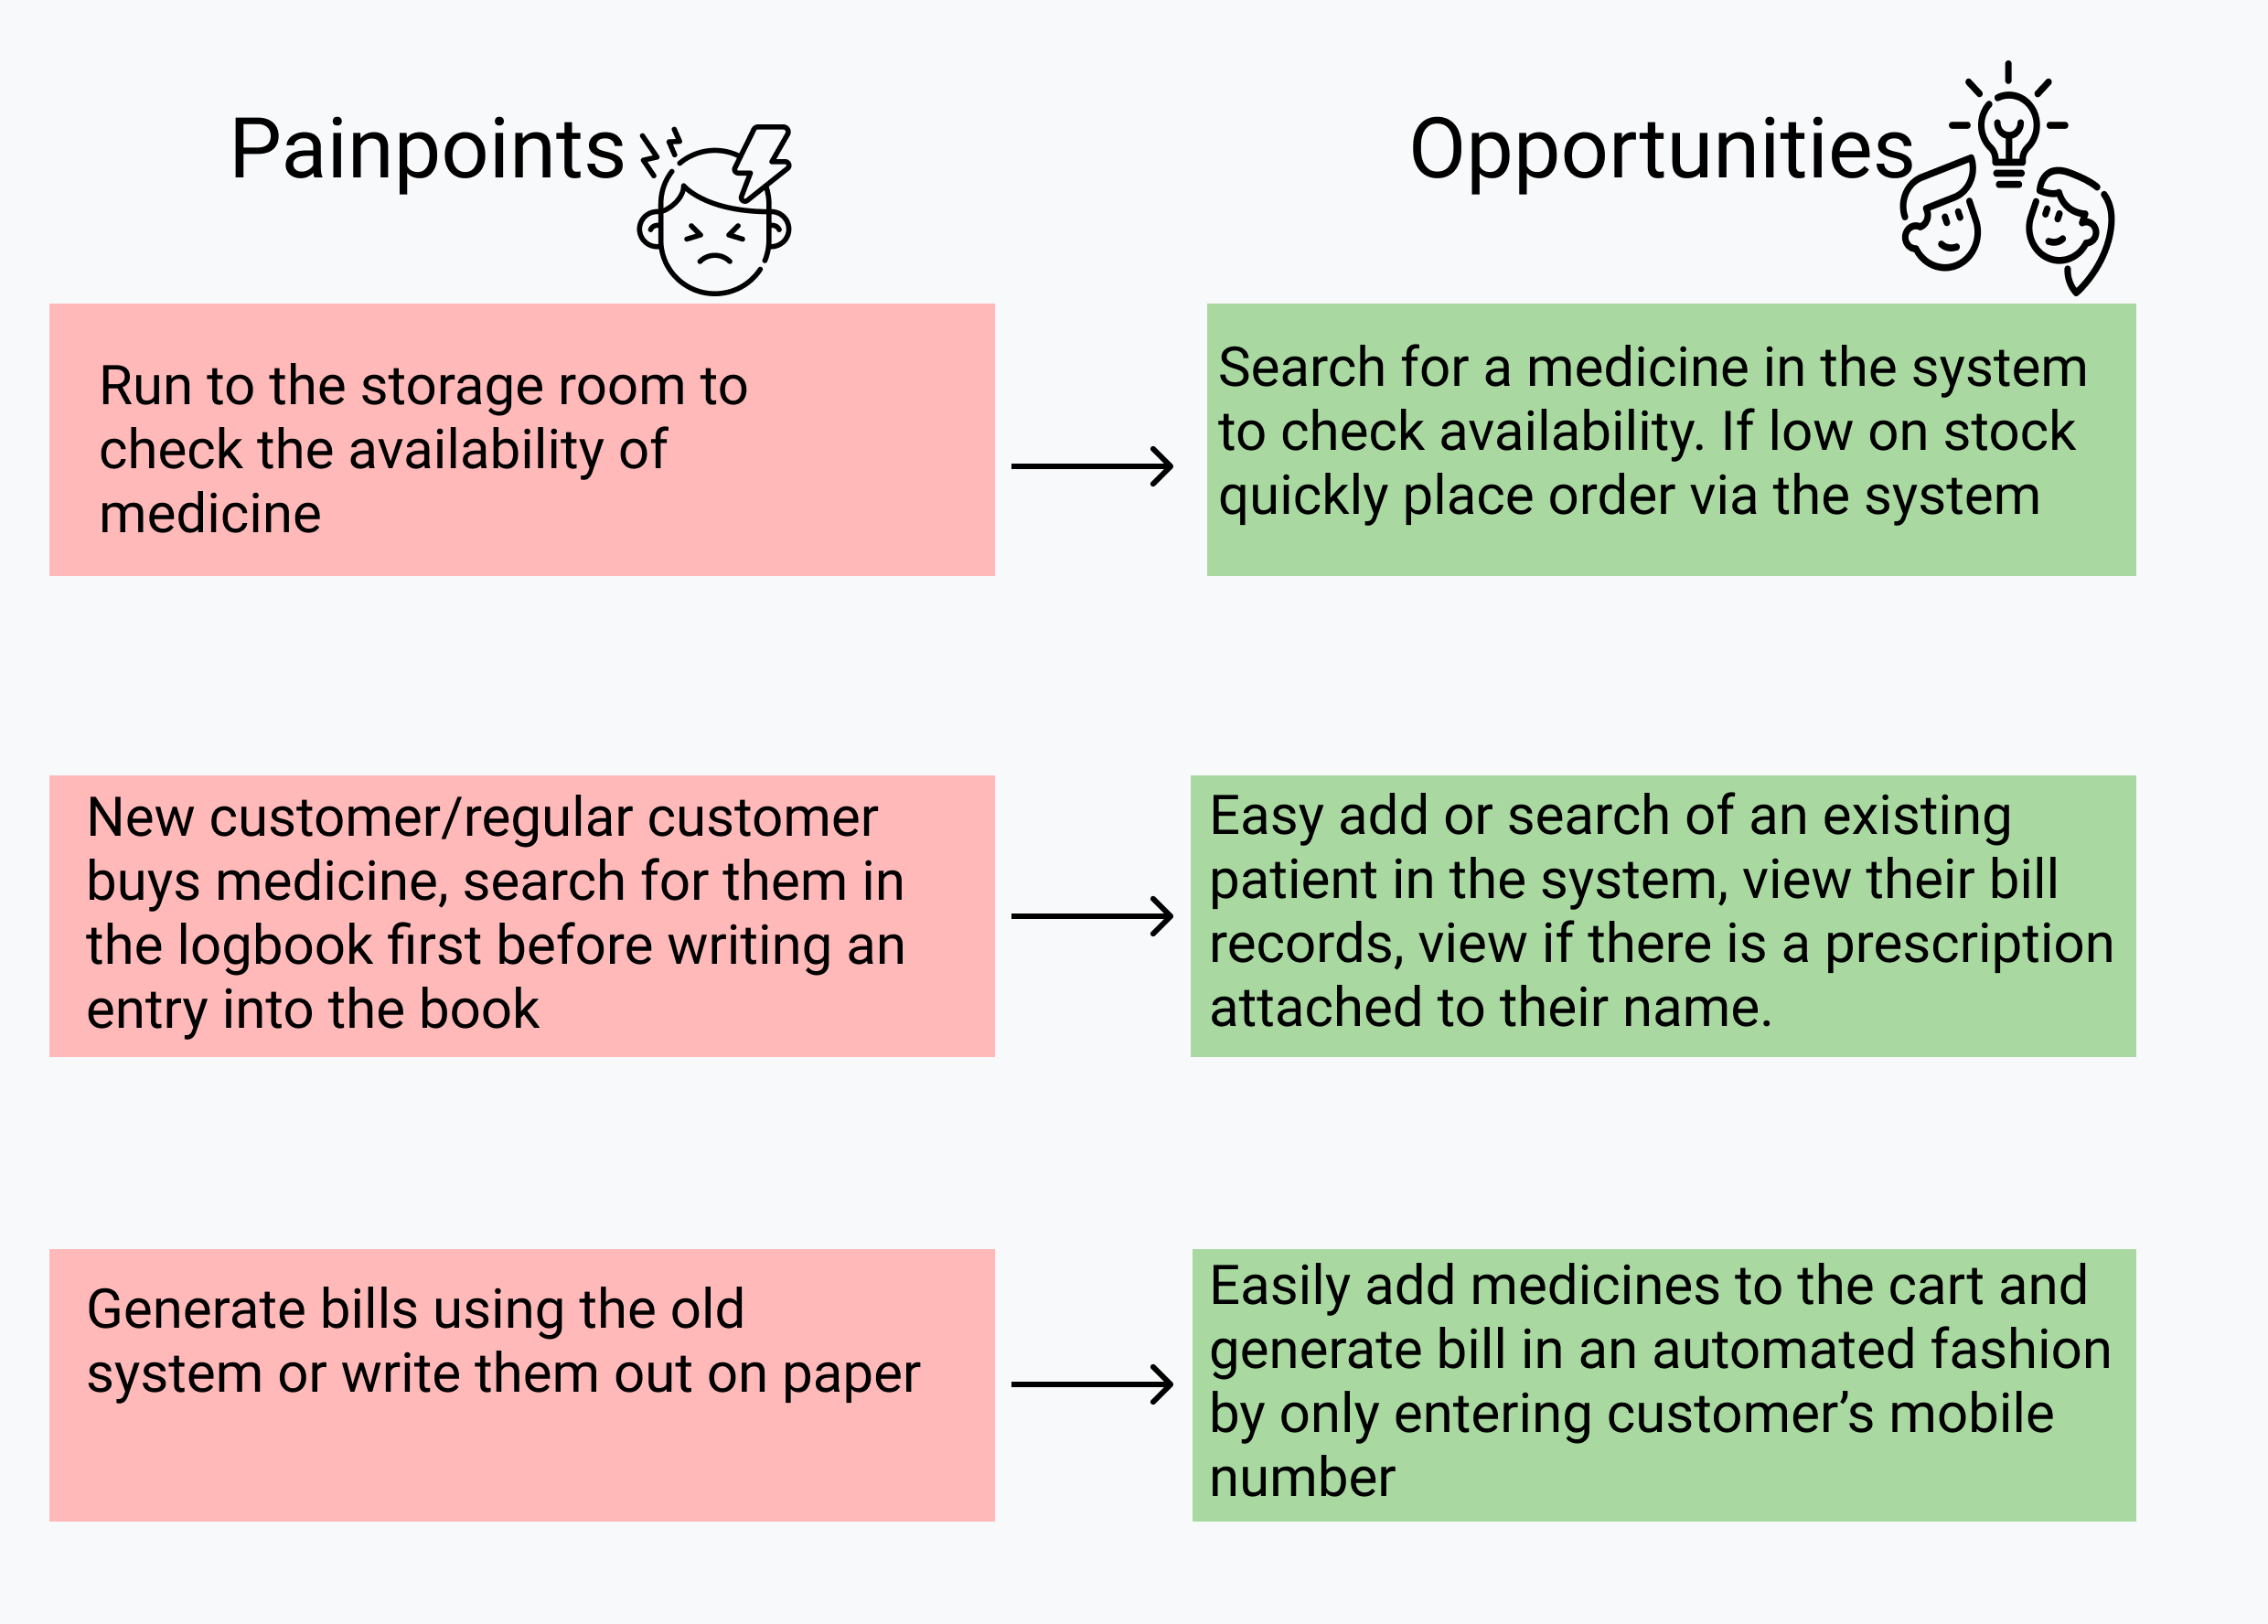 Painpoints
Opportunities
Run to the storage room to
check the availability of
medicine
Search for a medicine in the system
to check availability. If low on stock
quickly place order via the system
New customer/regular customer
buys medicine, search for them in
the logbook first before writing an
entry into the book
Easy add or search of an existing
patient in the system, view their bill
records, view if there is a prescription
attached to their name.
Generate bills using the old
system or write them out on paper
Easily add medicines to the cart and
generate bill in an automated fashion
by only entering customer’s mobile
number